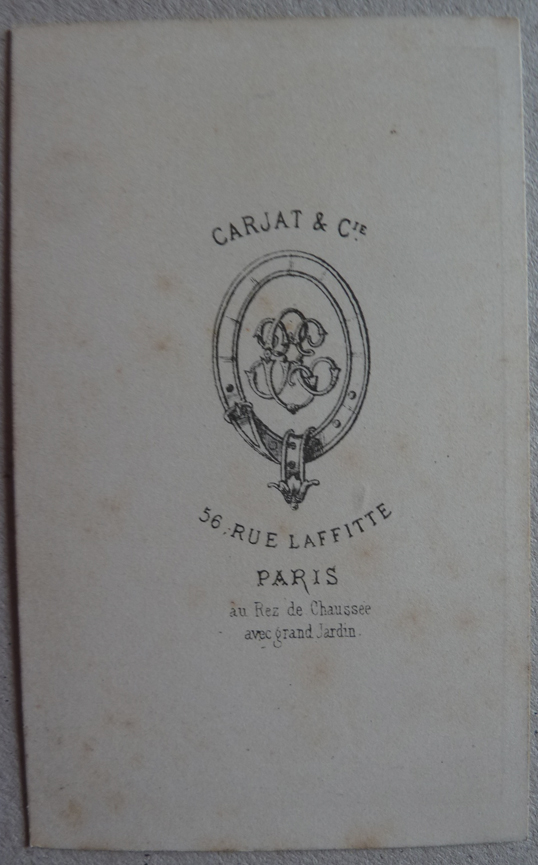 CARJAT & CIE
56, RUE LAFFITTE
PARIS
au Rez de Chaussée
avec grand Jardin.